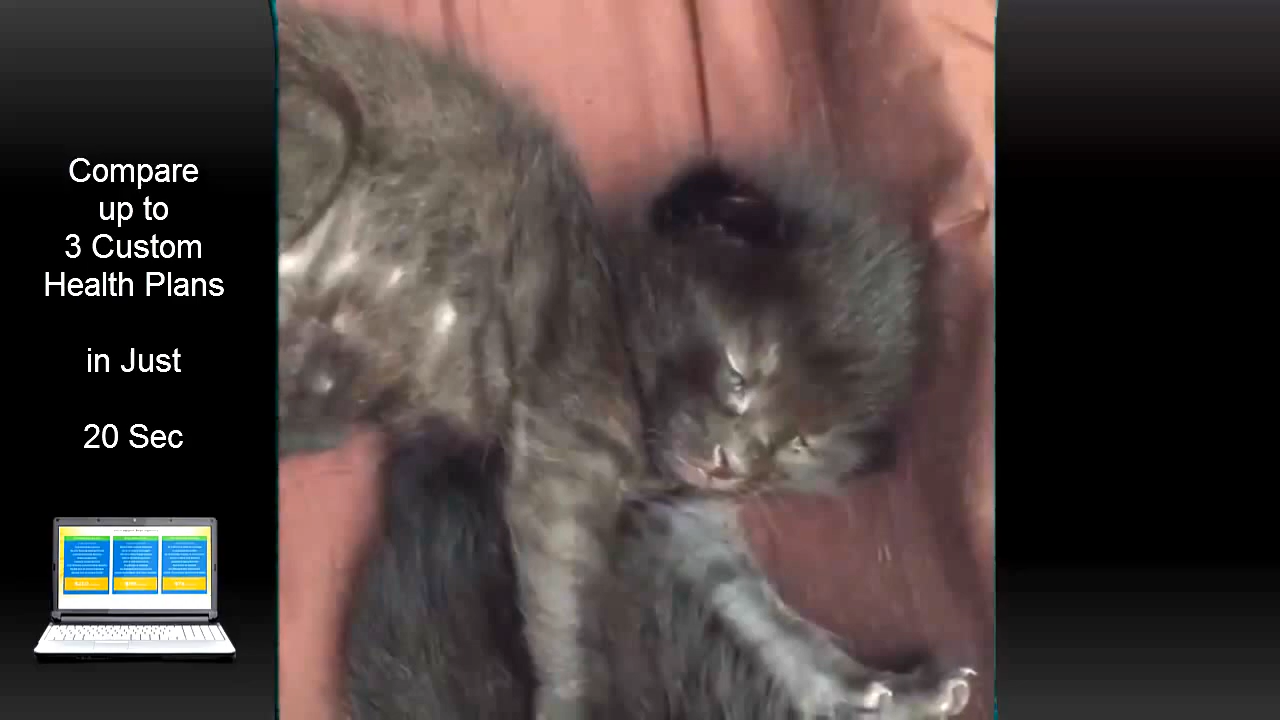 Compare
up to
3 Custom
Health Plans
in Just
20 Sec